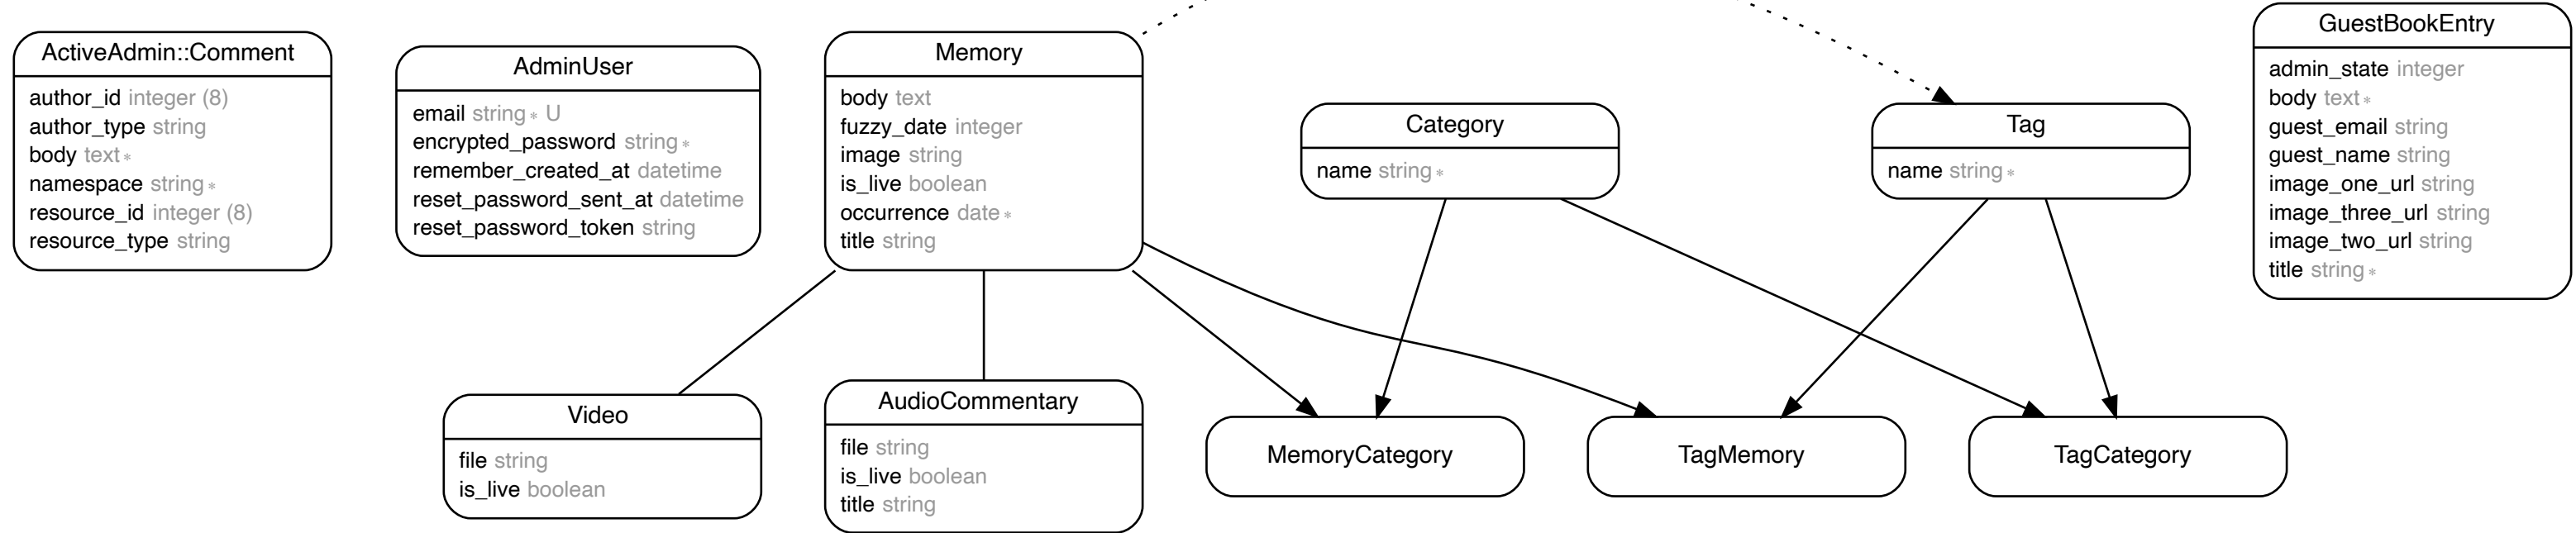 ActiveAdmin::Comment
author_id integer (8)
author_type string
body text *
namespace string *
resource_id integer (8)
resource_type string
AdminUser
email string * U
encrypted_password string *
remember_created_at datetime
reset_password_sent_at datetime
reset_password_token string
Memory
body text
fuzzy_date integer
image string
is_live boolean
occurrence date *
title string
Category
name string *
Tag
name string *
GuestBookEntry
admin_state integer
body text *
guest_email string
guest_name string
image_one_url string
image_three_url string
image_two_url string
title string *
Video
file string
is_live boolean
AudioCommentary
file string
is_live boolean
title string
MemoryCategory
TagMemory
TagCategory